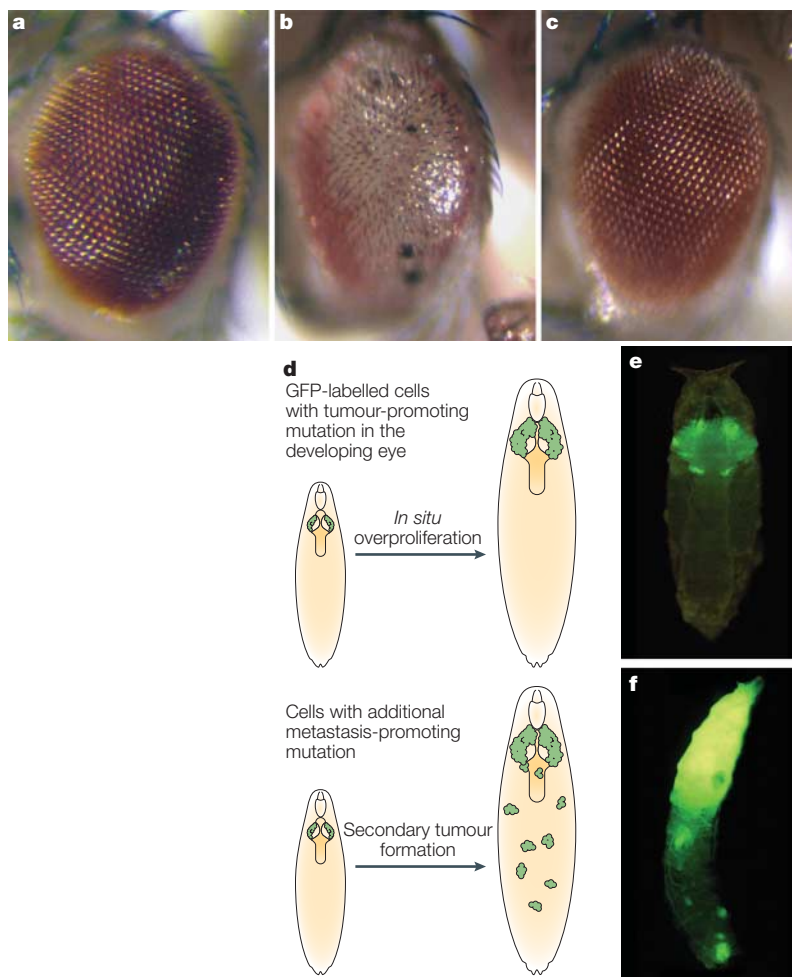 a
b
c
d
GFP-labelled cells
with tumour-promoting
mutation in the
developing eye
In situ
overproliferation
e
Cells with additional
metastasis-promoting
mutation
Secondary tumour
formation
f